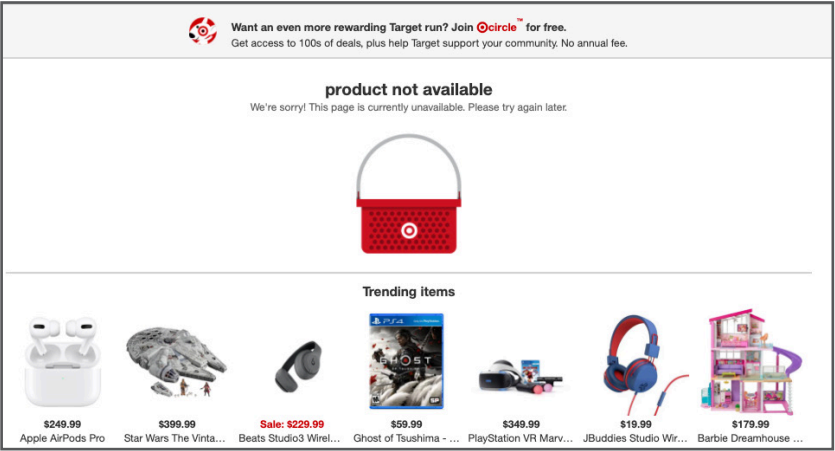 Want an even more rewarding Target run? Join circle™ for free.
Get access to 100s of deals, plus help Target support your community. No annual fee.
product not available
We're sorry! This page is currently unavailable. Please try again later.
Trending items
PS4
GHOST
$249.99
Apple AirPods Pro
$399.99
Star Wars The Vinta...
Sale: $229.99
Beats Studio3 Wirel...
$59.99
Ghost of Tsushima - ...
$349.99
PlayStation VR Marv...
$19.99
JBuddies Studio Wir...
$179.99
Barbie Dreamhouse ...